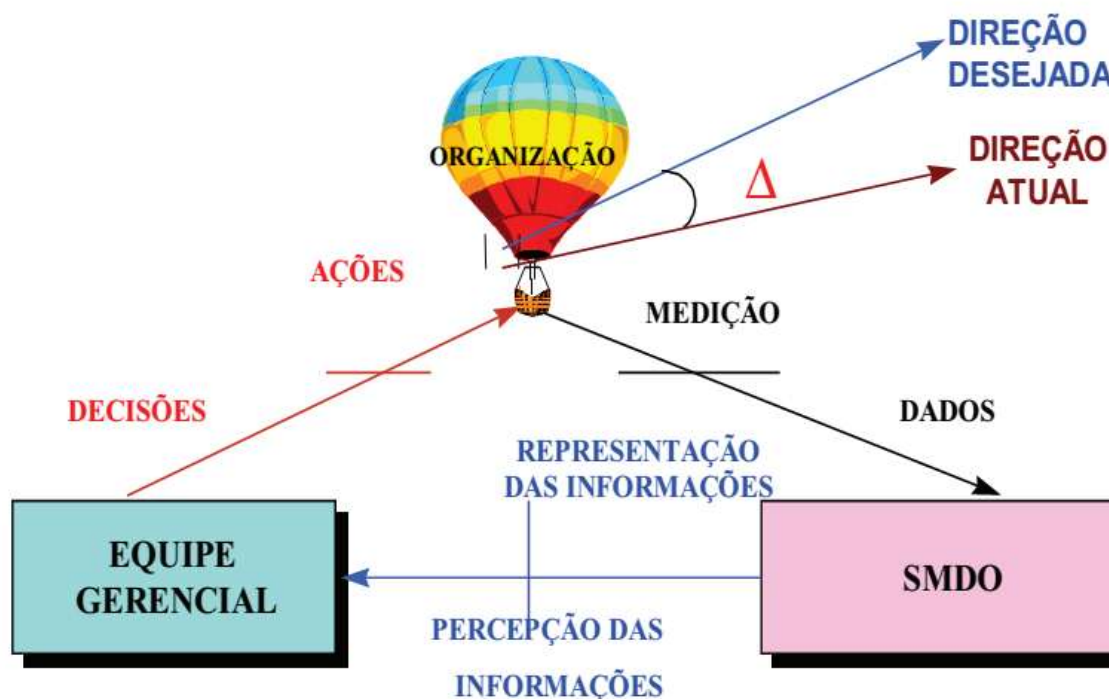 DIREÇÃO
DESEJADA
ORGANIZAÇÃO
Δ
DIREÇÃO
ATUAL
AÇÕES
MEDIÇÃO
DECISÕES
DADOS
REPRESENTAÇÃO
DAS INFORMAÇÕES
EQUIPE
GERENCIAL
SMDO
PERCEPÇÃO DAS
INFORMAÇÕES